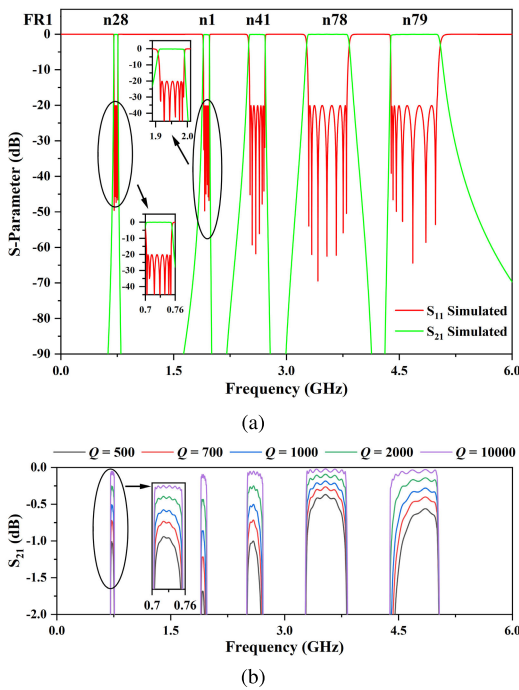 FR1 n28 n1 n41 n78 n79
0
-10
-20
-30
-40
-50
-60
-70
-80
-90
S-Parameter (dB)
0
-10
-20
-30
-40
1.9 2.0
0
-10
-20
-30
-40
0.7 0.76
S11 Simulated
S21 Simulated
0.0 1.5 3.0 4.5 6.0
Frequency (GHz)
(a)
Q = 500 Q = 700 Q = 1000 Q = 2000 Q = 10000
0.0
-0.5
-1.0
-1.5
-2.0
S21 (dB)
0.7 0.76
0.0 1.5 3.0 4.5 6.0
Frequency (GHz)
(b)